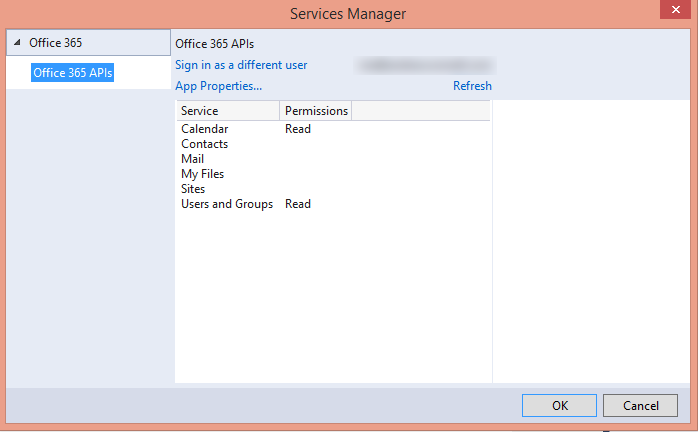 Services Manager
Office 365
Office 365 APIs
Office 365 APIs
Sign in as a different user
App Properties...
Refresh
Service Permissions
Calendar Read
Contacts
Mail
My Files
Sites
Users and Groups Read
OK Cancel